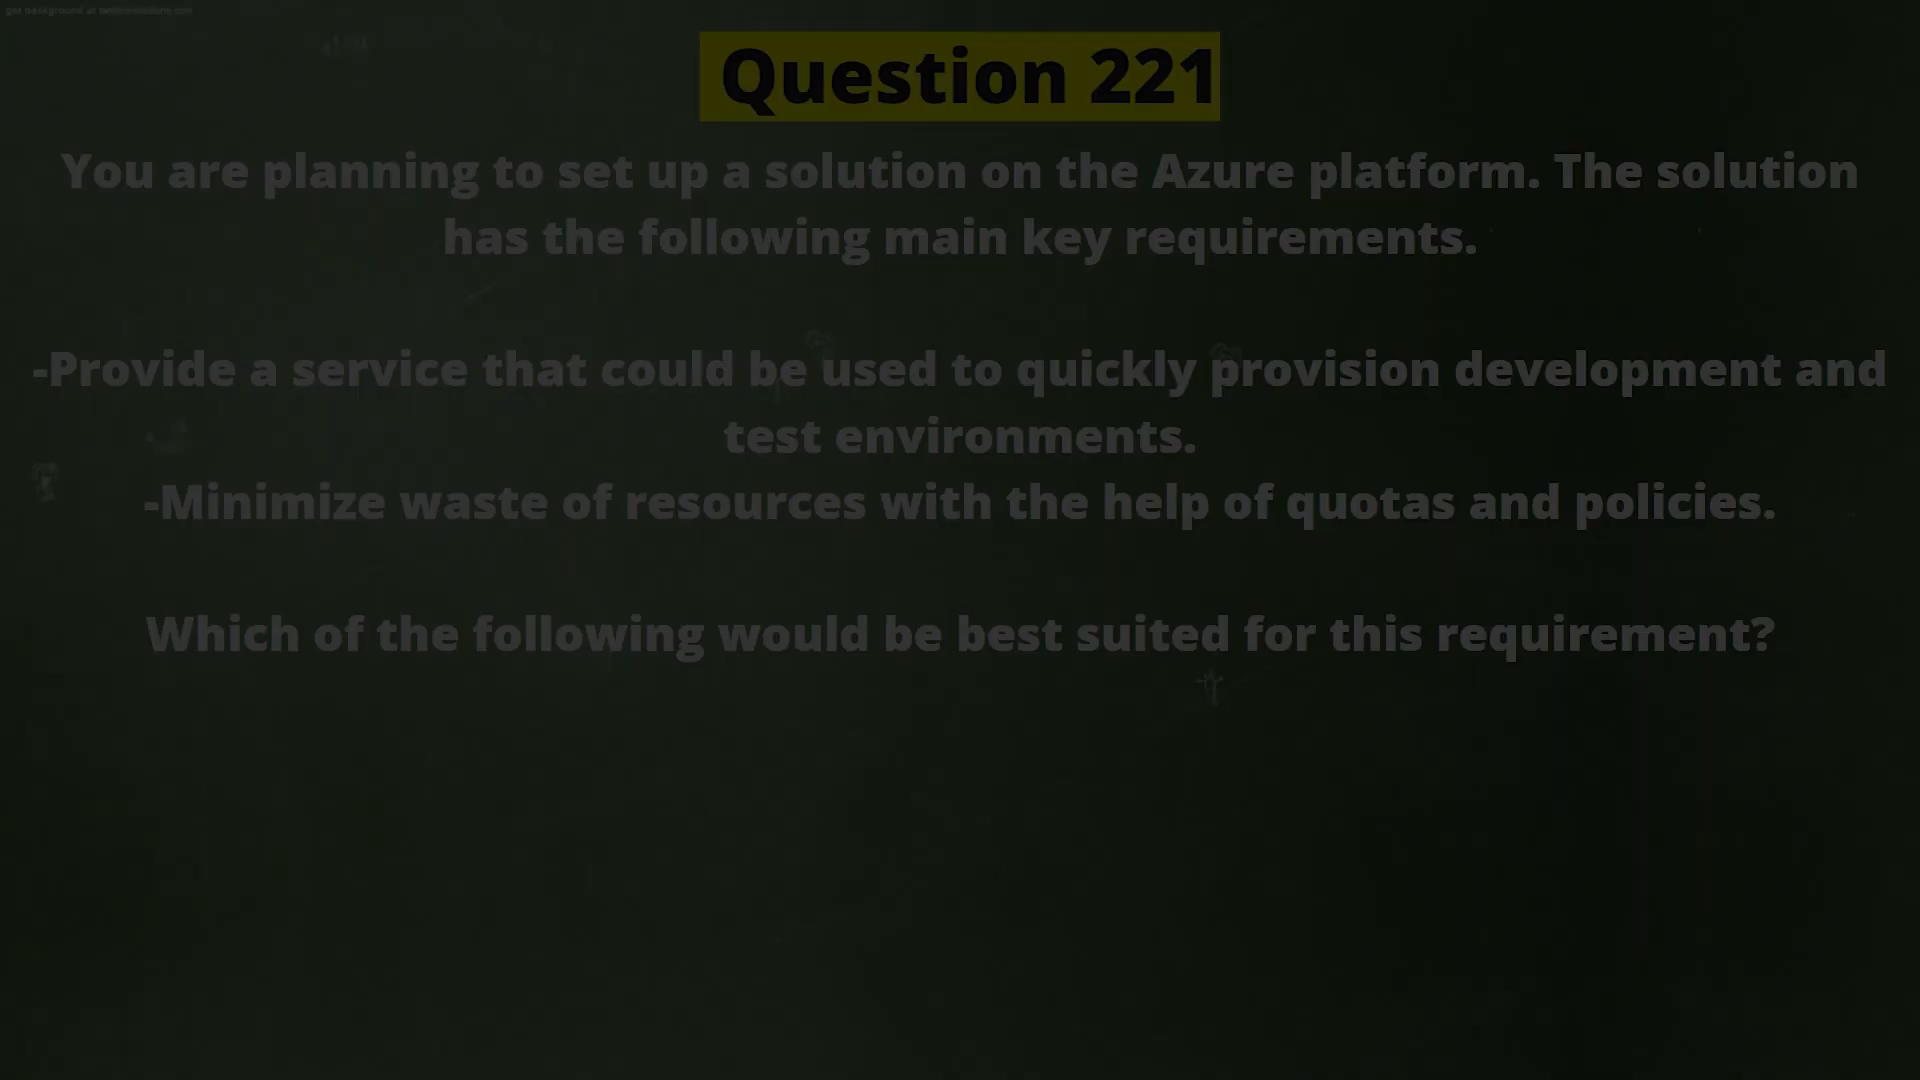 Question 221
You are planning to set up a solution on the Azure platform. The solution
has the following main key requirements.
-Provide a service that could be used to quickly provision development and
test environments.
-Minimize waste of resources with the help of quotas and policies.
Which of the following would be best suited for this requirement?